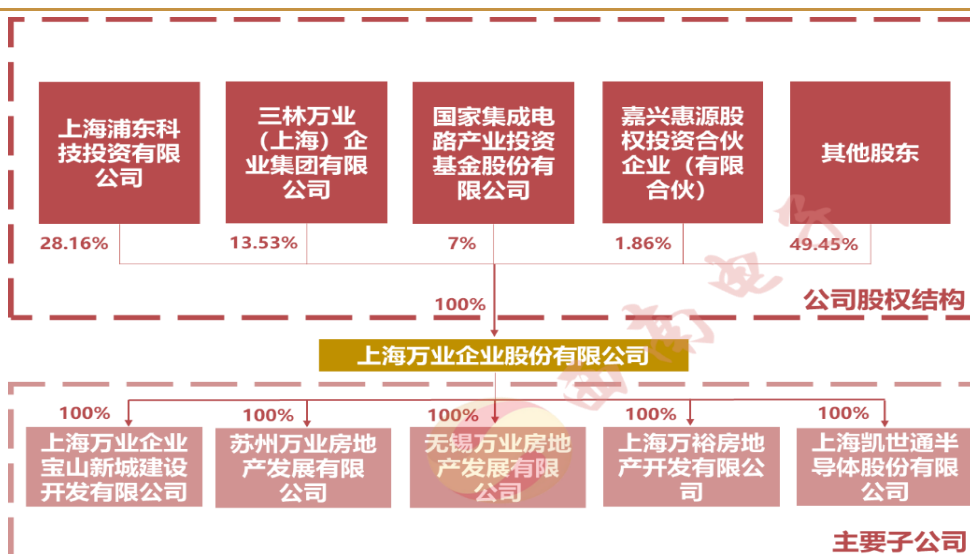 上海浦东科
技投资有限
公司
三林万业
（上海）企
业集团有限
公司
国家集成电
路产业投资
基金股份有
限公司
嘉兴惠源股
权投资合伙
企业（有限
合伙）
其他股东
28.16%
13.53%
7%
1.86%
49.45%
100%
公司股权结构
上海万业企业股份有限公司
100%
100%
100%
100%
100%
上海万业企业
宝山新城建设
开发有限公司
苏州万业房地
产发展有限
公司
无锡万业房地
产发展有限
公司
上海万裕房地
产开发有限公
司
上海凯世通半
导体股份有限
公司
主要子公司
西南电子